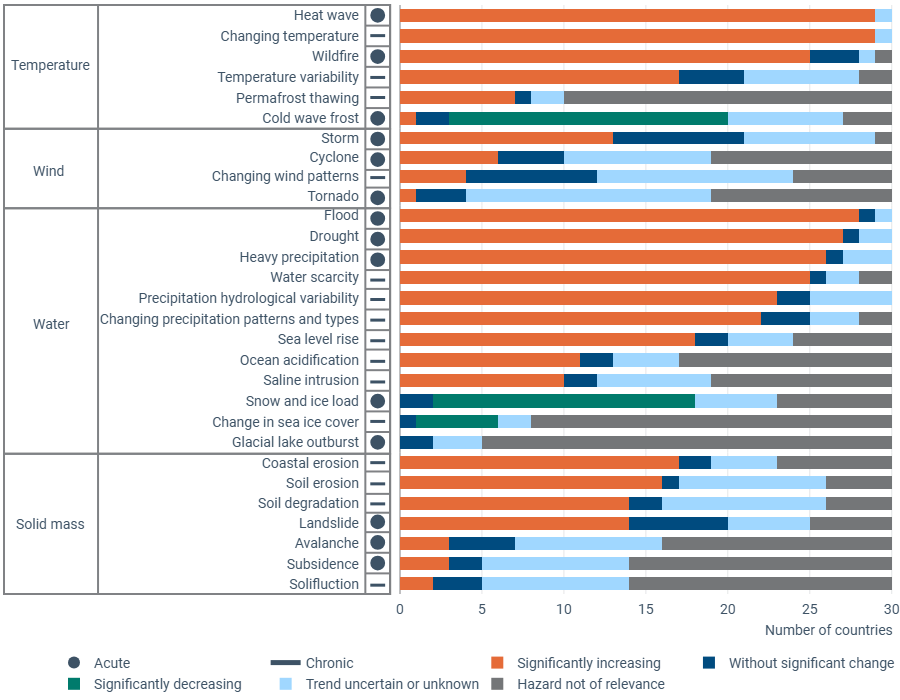 Temperature
Heat wave
Changing temperature
Wildfire
Temperature variability
Permafrost thawing
Cold wave frost
Wind
Storm
Cyclone
Changing wind patterns
Tornado
Water
Flood
Drought
Heavy precipitation
Water scarcity
Precipitation hydrological variability
Changing precipitation patterns and types
Sea level rise
Ocean acidification
Saline intrusion
Snow and ice load
Change in sea ice cover
Glacial lake outburst
Solid mass
Coastal erosion
Soil erosion
Soil degradation
Landslide
Avalanche
Subsidence
Solifluction
0 5 10 15 20 25 30
Number of countries
Acute Chronic Significantly increasing Without significant change
Significantly decreasing Trend uncertain or unknown Hazard not of relevance